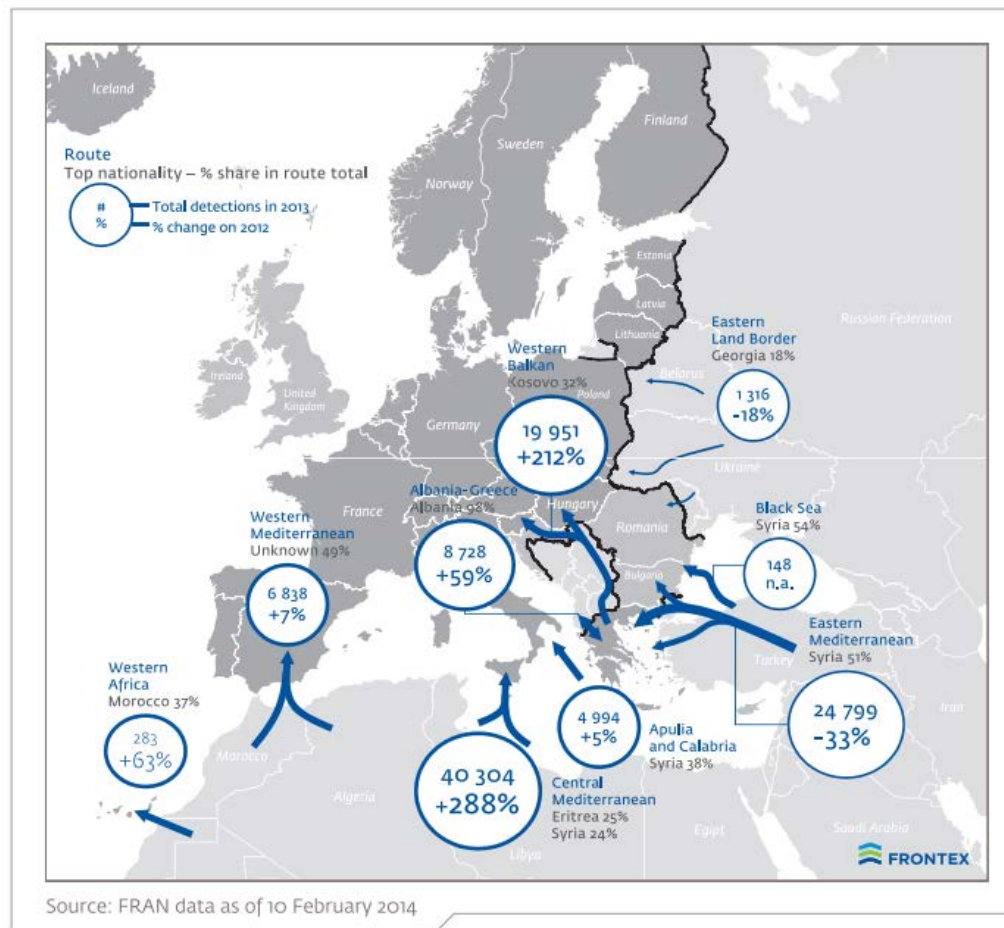 Iceland
Finland
Sweden
Norway
Route
Top nationality – % share in route total
#
%
Total detections in 2013
% change on 2012
Estonia
Latvia
Lithuania
Russian Federation
Eastern
Land Border
Georgia 18%
1 316
-18%
Belarus
Western
Balkan
Kosovo 32%
19 951
+212%
Poland
Ireland
United
Kingdom
Germany
Ukraine
Albania-Greece
Albania 98%
8 728
+59%
Hungary
Romania
Bulgaria
Black Sea
Syria 54%
148
n.a.
France
Western
Mediterranean
Unknown 49%
6 838
+7%
Eastern
Mediterranean
Syria 51%
24 799
-33%
Turkey
Iran
Western
Africa
Morocco 37%
283
+63%
Morocco
4 994
+5%
Apulia
and Calabria
Syria 38%
40 304
+288%
Central
Mediterranean
Eritrea 25%
Syria 24%
Algeria
Libya
Egypt
Saudi Arabia
FRONTEX
Source: FRAN data as of 10 February 2014